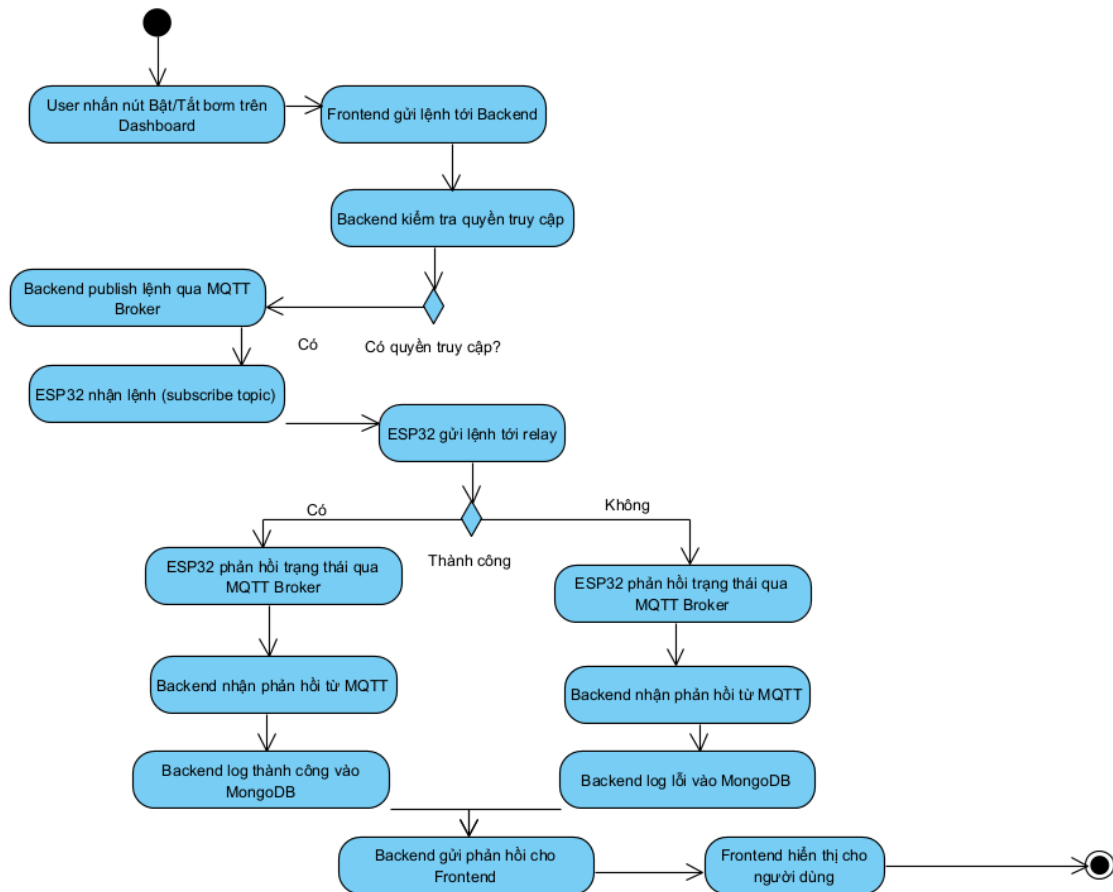 User nhấn nút Bật/Tắt bơm trên
Dashboard
Frontend gửi lệnh tới Backend
Backend kiểm tra quyền truy cập
Backend publish lệnh qua MQTT
Broker
Có
Có quyền truy cập?
ESP32 nhận lệnh (subscribe topic)
ESP32 gửi lệnh tới relay
Có
Không
Thành công
ESP32 phản hồi trạng thái qua
MQTT Broker
ESP32 phản hồi trạng thái qua
MQTT Broker
Backend nhận phản hồi từ MQTT
Backend nhận phản hồi từ MQTT
Backend log thành công vào
MongoDB
Backend log lỗi vào MongoDB
Backend gửi phản hồi cho
Frontend
Frontend hiển thị cho
người dùng